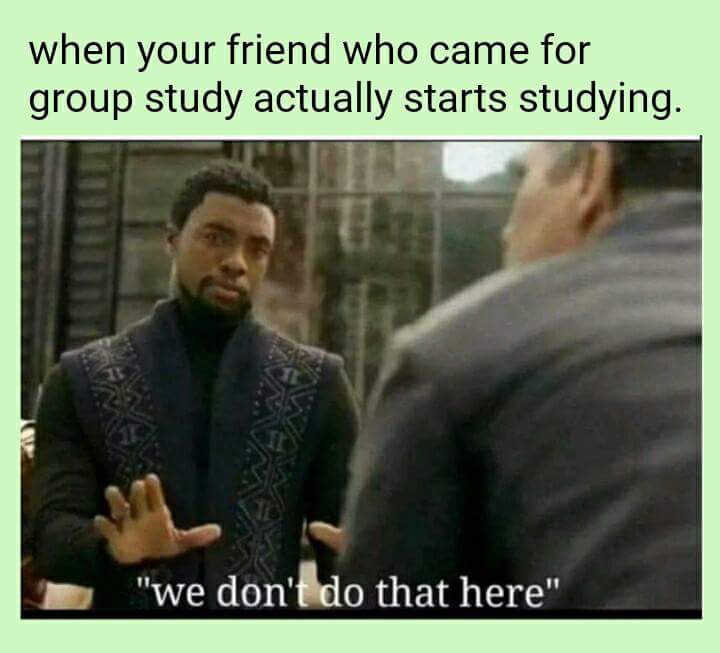 when your friend who came for
group study actually starts studying.
"we don't do that here"